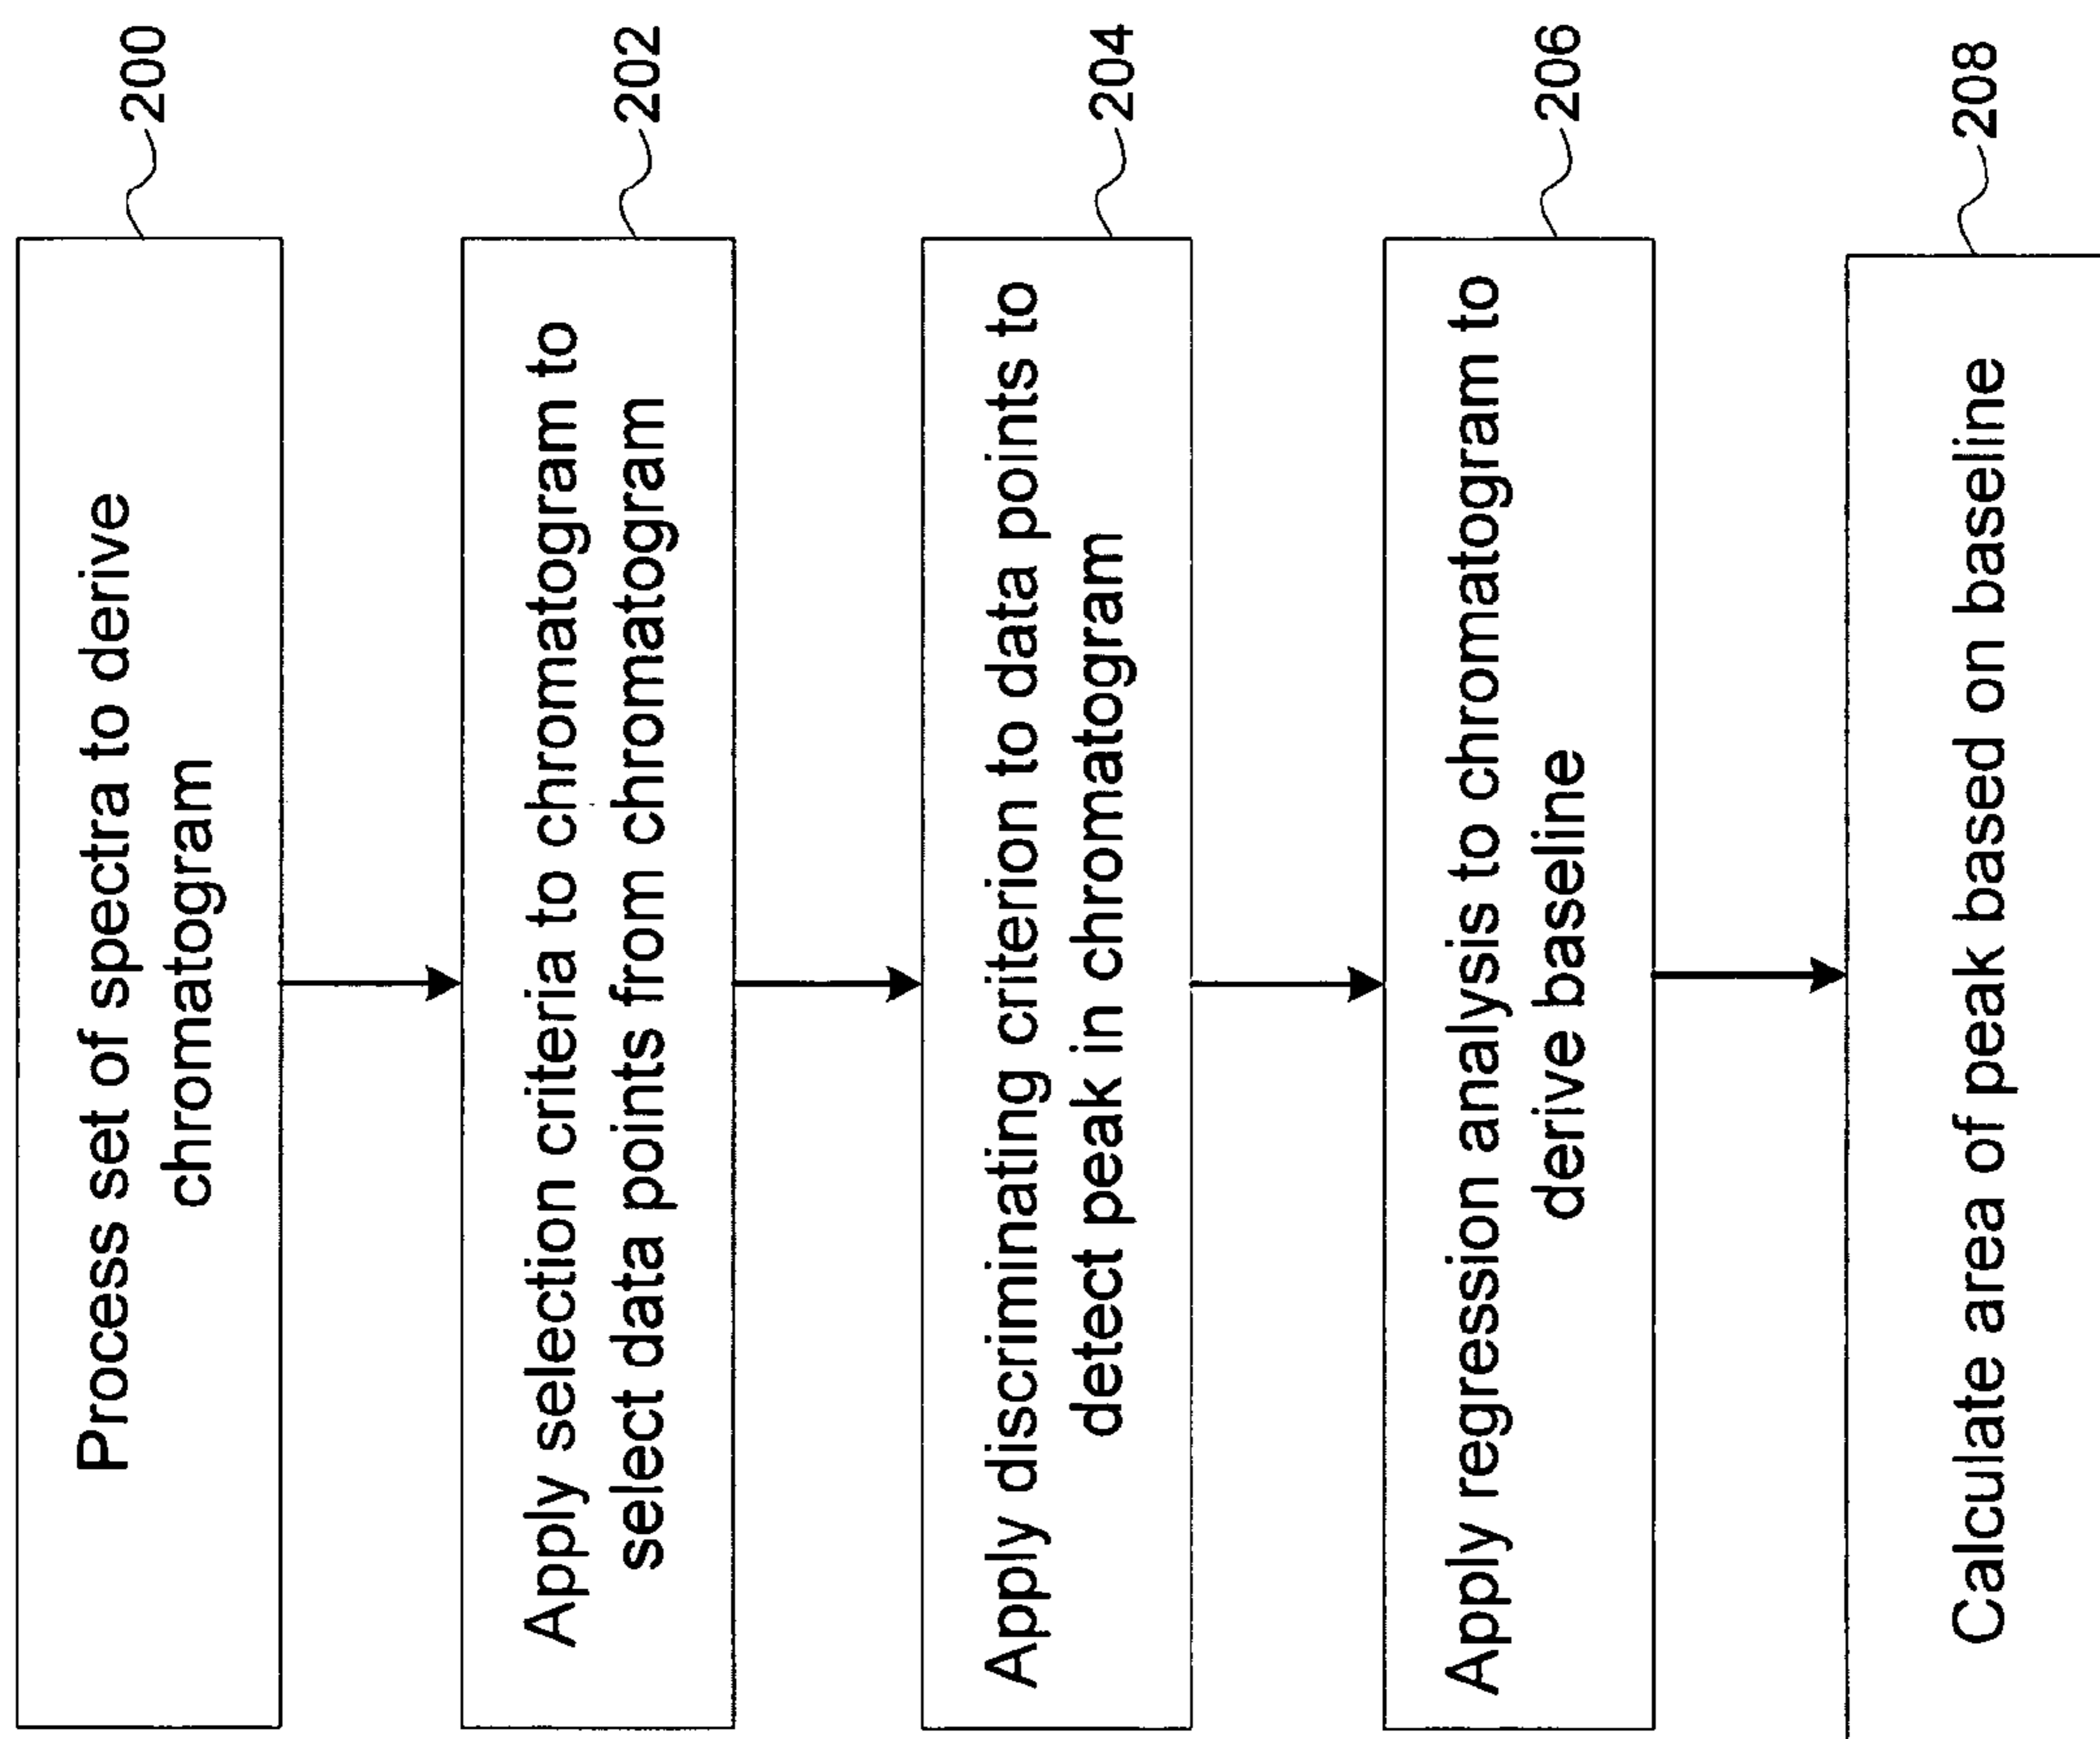 Process set of spectra to derive
chromatogram
200
Apply selection criteria to chromatogram to
select data points from chromatogram
202
Apply discriminating criterion to data points to
detect peak in chromatogram
204
Apply regression analysis to chromatogram to
derive baseline
206
Calculate area of peak based on baseline
208